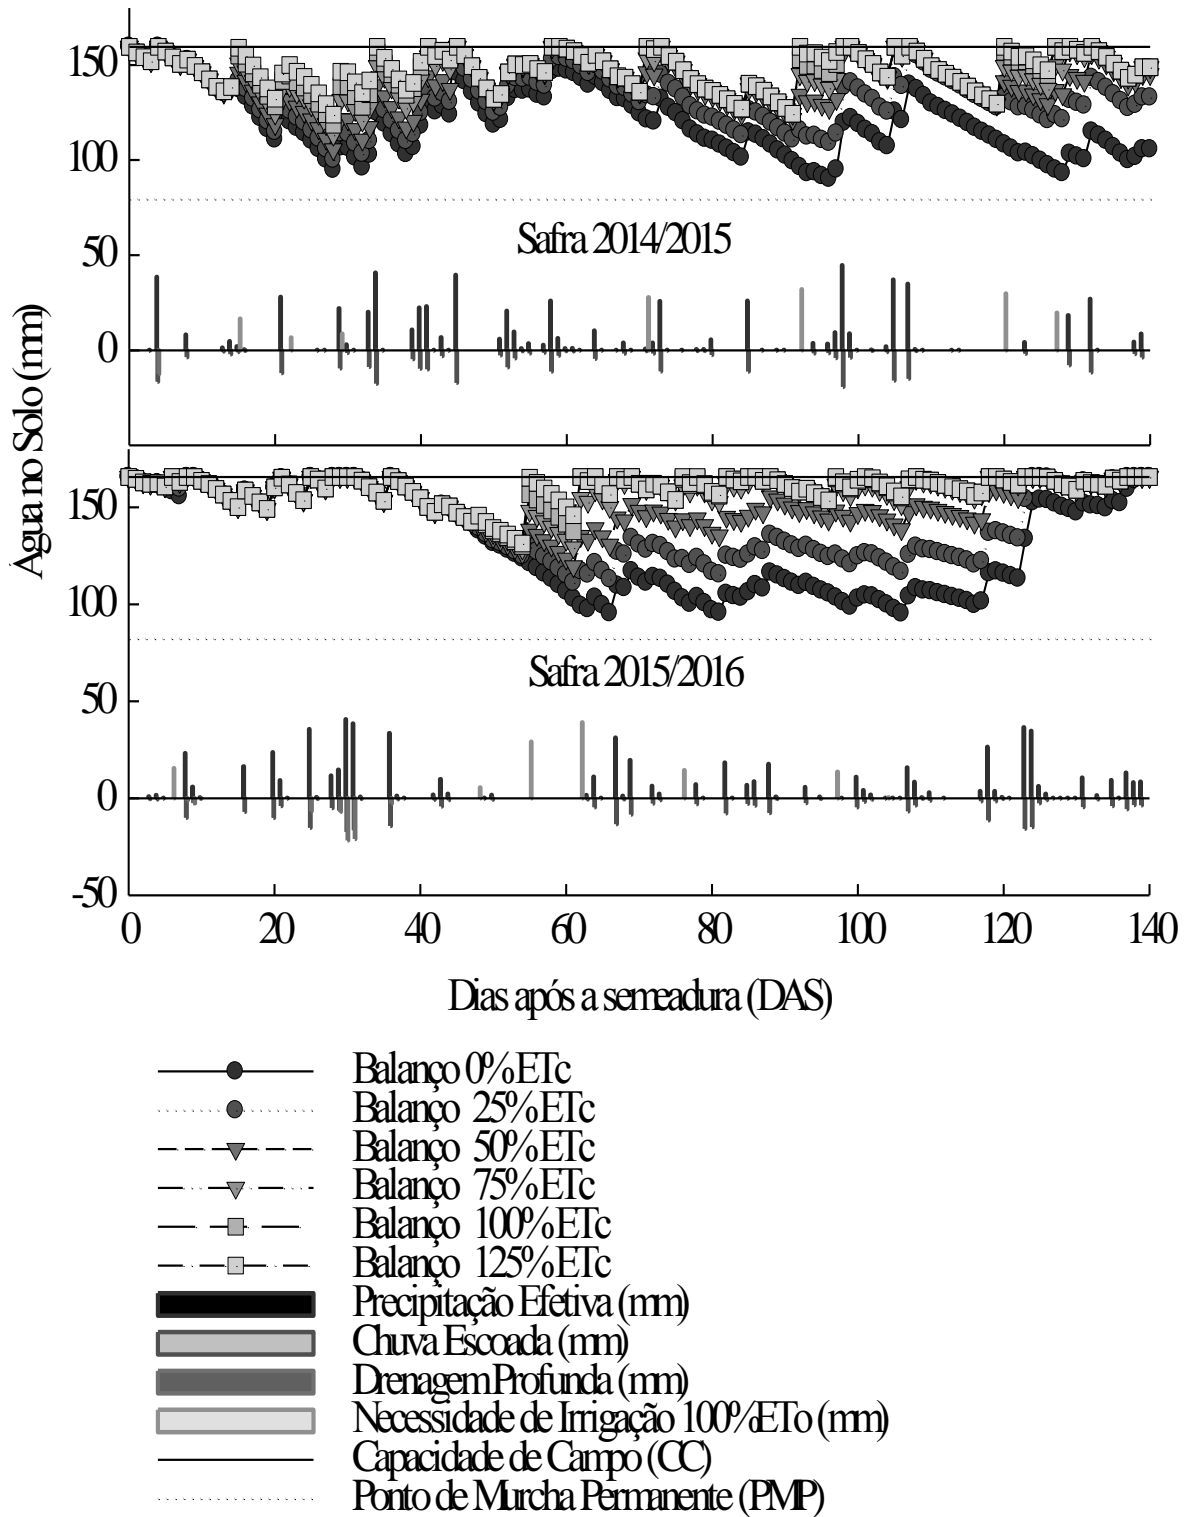 150
100
50
0
Safra 2014/2015
Água no Solo (mm)
150
100
50
0
-50
Safra 2015/2016
0 20 40 60 80 100 120 140
Dias após a semeadura (DAS)
Balanço 0%ETc
Balanço 25%ETc
Balanço 50%ETc
Balanço 75%ETc
Balanço 100%ETc
Balanço 125%ETc
Precipitação Efetiva (mm)
Chuva Escoada (mm)
Drenagem Profunda (mm)
Necessidade de Irrigação 100%ETo (mm)
Capacidade de Campo (CC)
Ponto de Murcha Permanente (PMP)